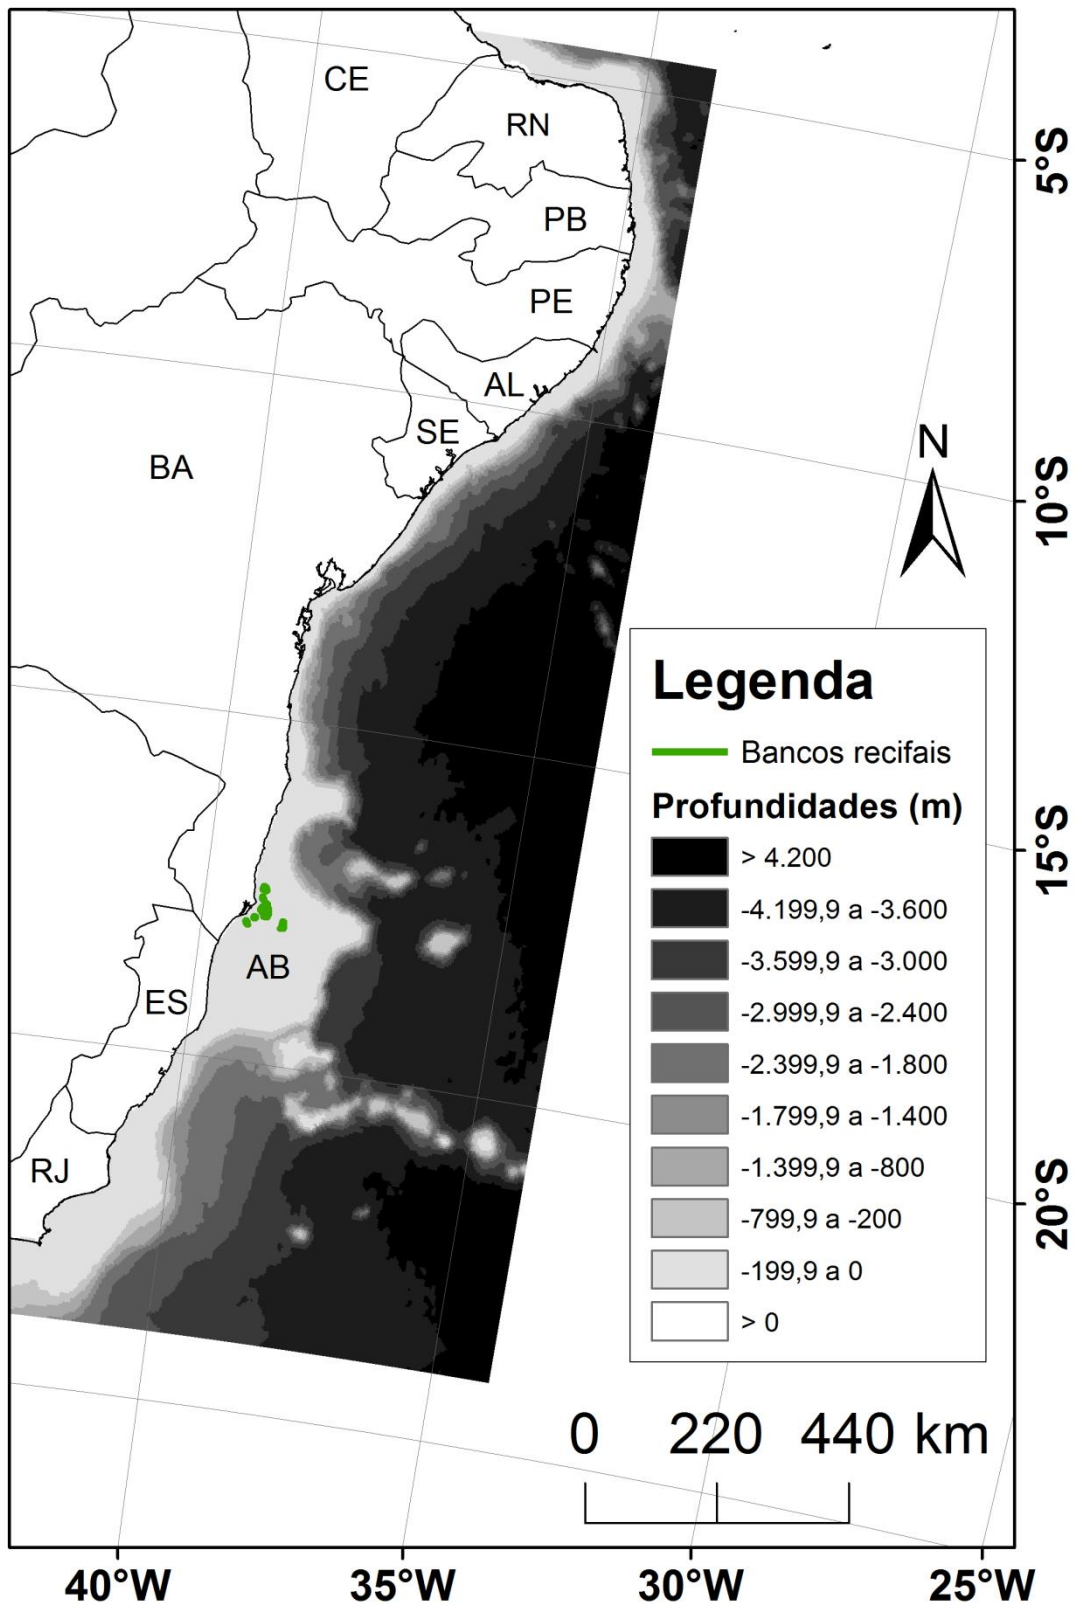 CE
RN
PB
PE
AL
SE
BA
AB
ES
RJ
N
5°S
10°S
15°S
20°S
Legenda
Bancos recifais
Profundidades (m)
> 4.200
-4.199,9 a -3.600
-3.599,9 a -3.000
-2.999,9 a -2.400
-2.399,9 a -1.800
-1.799,9 a -1.400
-1.399,9 a -800
-799,9 a -200
-199,9 a 0
> 0
0 220 440 km
40°W 35°W 30°W 25°W